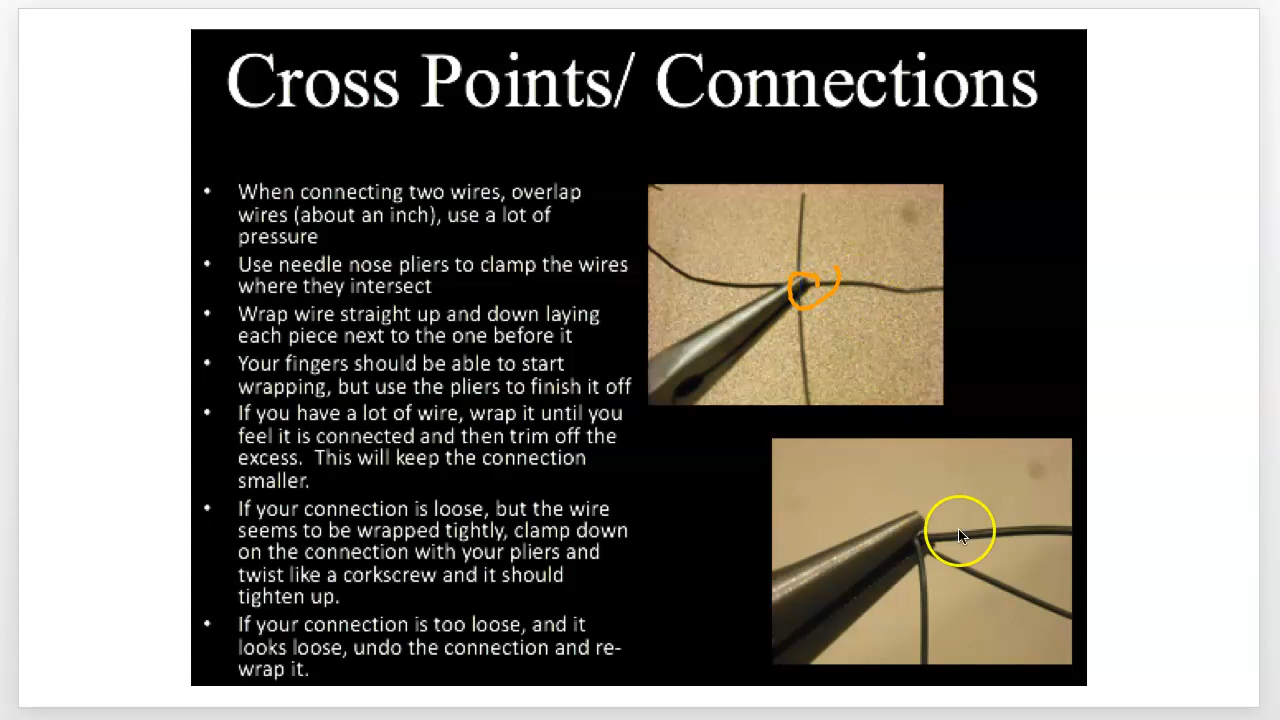 Cross Points/ Connections
• When connecting two wires, overlap
wires (about an inch), use a lot of
pressure
• Use needle nose pliers to clamp the wires
where they intersect
• Wrap wire straight up and down laying
each piece next to the one before it
• Your fingers should be able to start
wrapping, but use the pliers to finish it off
• If you have a lot of wire, wrap it until you
feel it is connected and then trim off the
excess. This will keep the connection
smaller.
• If your connection is loose, but the wire
seems to be wrapped tightly, clamp down
on the connection with your pliers and
twist like a corkscrew and it should
tighten up.
• If your connection is too loose, and it
looks loose, undo the connection and re-
wrap it.